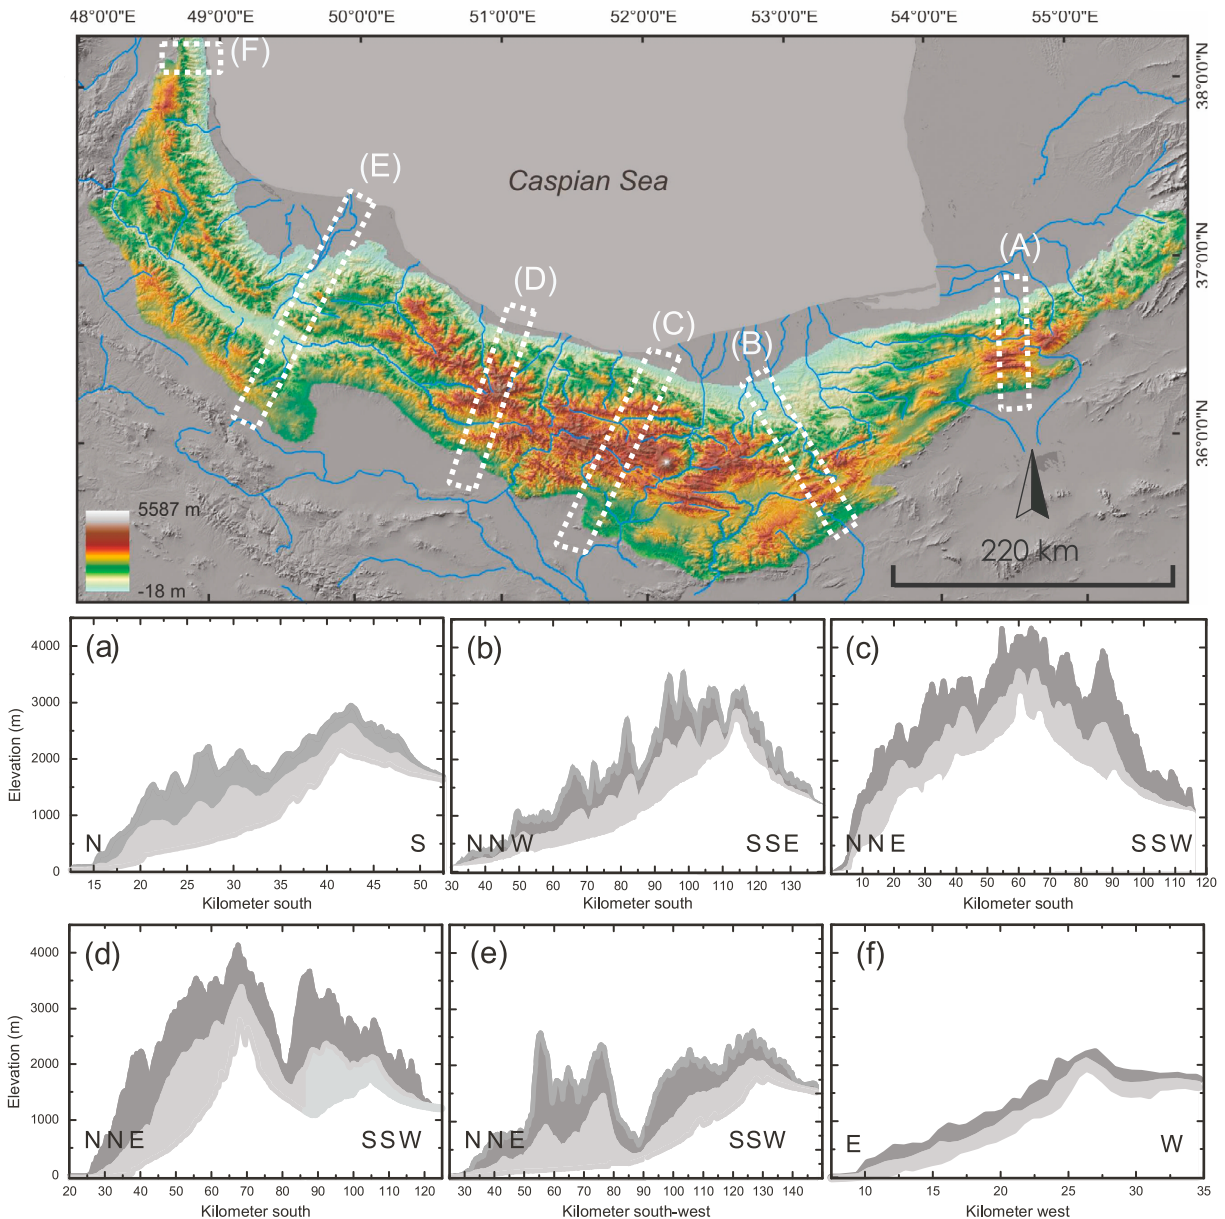 48°0'0"E 49°0'0"E 50°0'0"E 51°0'0"E 52°0'0"E 53°0'0"E 54°0'0"E 55°0'0"E
(F)
38°0'0"N
(E)
Caspian Sea
(A)
37°0'0"N
(D)
(C)
(B)
36°0'0"N
5587 m
220 km
-18 m
(a) (b) (c)
4000
3000
2000
1000
0
Elevation (m)
N S NNW SSE NNE SSW
15 20 25 30 35 40 45 50
30 40 50 60 70 80 90 100 110 120 130
10 20 30 40 50 60 70 80 90 100 110 120
Kilometer south Kilometer south Kilometer south
(d) (e) (f)
4000
3000
2000
1000
0
Elevation (m)
NNE SSW NNE SSW E W
20 30 40 50 60 70 80 90 100 110 120
30 40 50 60 70 80 90 100 110 120 130 140
10 15 20 25 30 35
Kilometer south Kilometer south-west Kilometer west